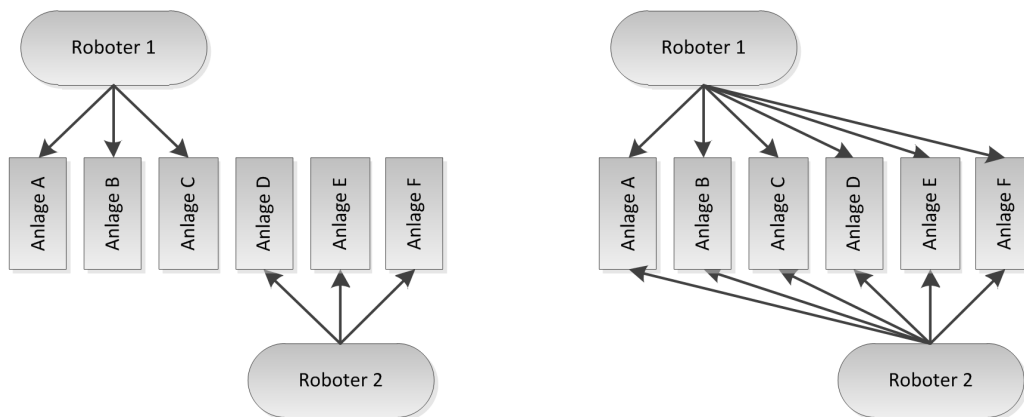 Roboter 1
Anlage A
Anlage B
Anlage C
Anlage D
Anlage E
Anlage F
Roboter 2
Roboter 1
Anlage A
Anlage B
Anlage C
Anlage D
Anlage E
Anlage F
Roboter 2